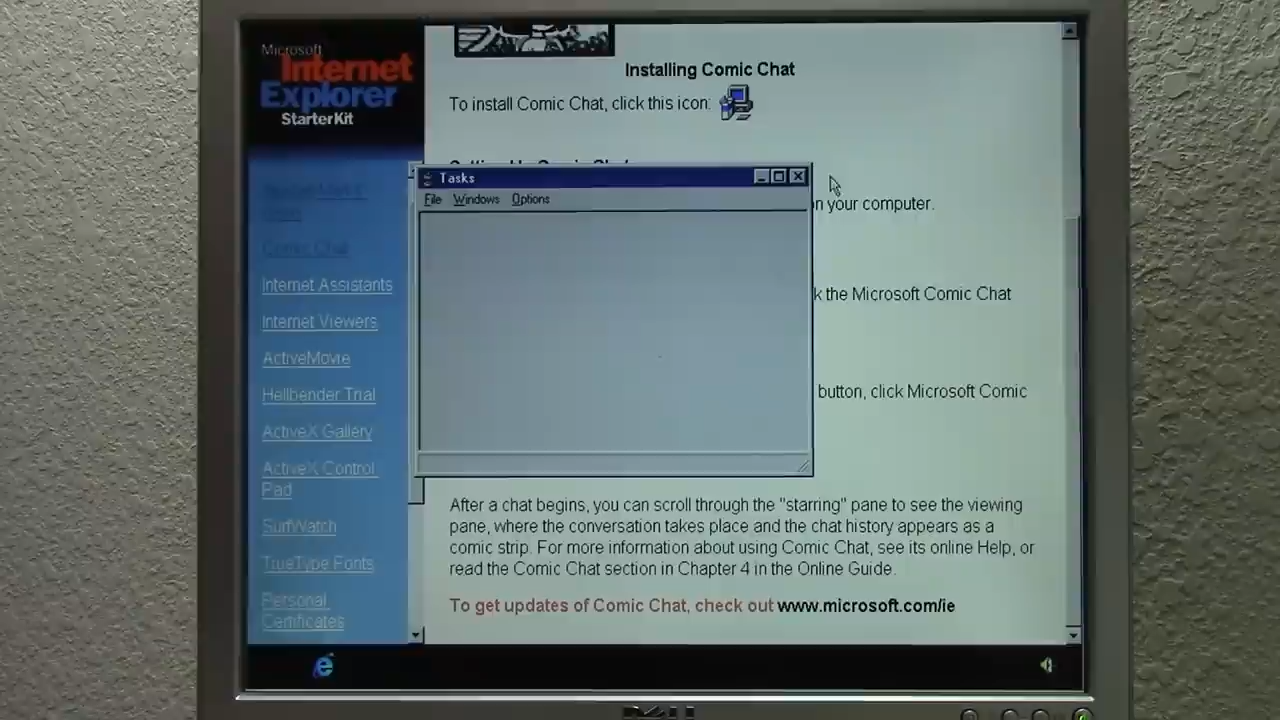 Microsoft
Internet
Explorer
StarterKit
Comic Chat
Internet Assistants
Internet Viewers
ActiveMovie
Hellbender Trial
ActiveX Gallery
ActiveX Control
Pad
SurfWatch
TrueType Fonts
Personal
Certificates
Installing Comic Chat
To install Comic Chat, click this icon:
Tasks
File Windows Options
on your computer.
k the Microsoft Comic Chat
button, click Microsoft Comic
After a chat begins, you can scroll through the "starring" pane to see the viewing
pane, where the conversation takes place and the chat history appears as a
comic strip. For more information about using Comic Chat, see its online Help, or
read the Comic Chat section in Chapter 4 in the Online Guide.
To get updates of Comic Chat, check out www.microsoft.com/ie
DELL